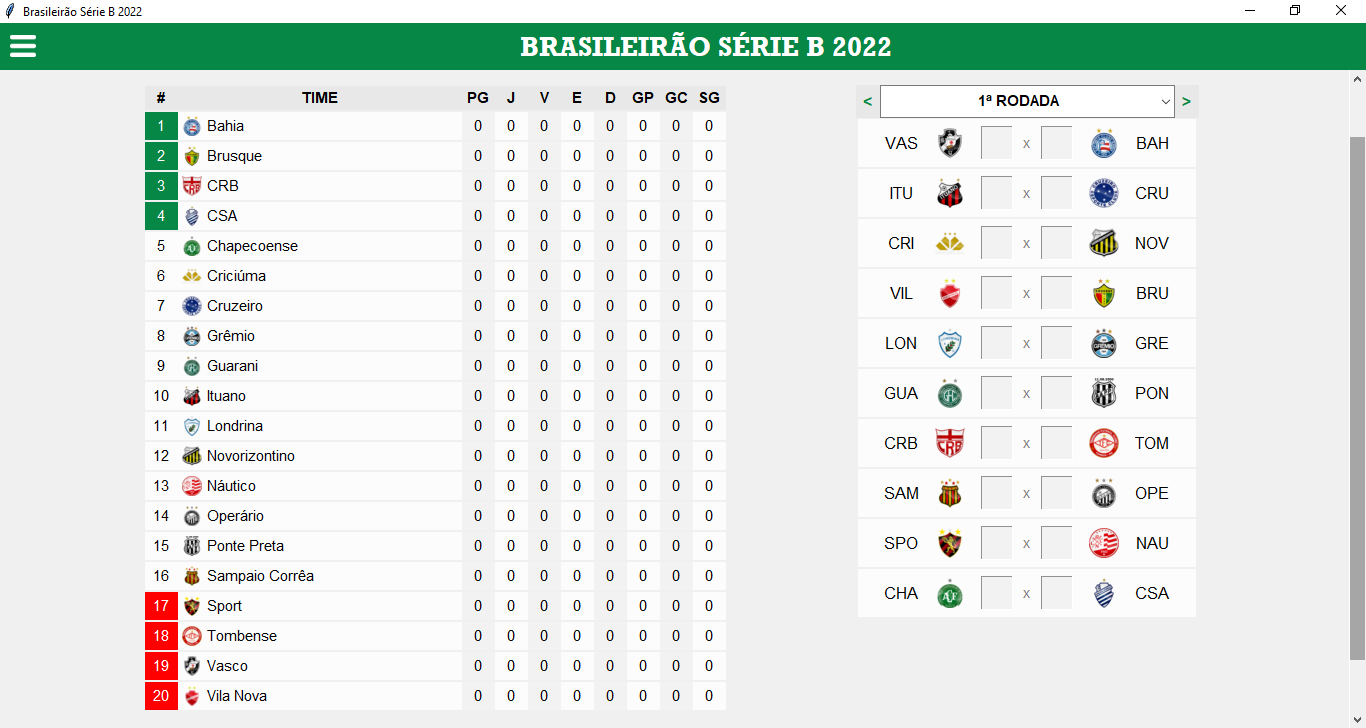 Brasileirão Série B 2022
BRASILEIRÃO SÉRIE B 2022
# TIME PG J V E D GP GC SG
1 Bahia 0 0 0 0 0 0 0 0
2 Brusque 0 0 0 0 0 0 0 0
3 CRB 0 0 0 0 0 0 0 0
4 CSA 0 0 0 0 0 0 0 0
5 Chapecoense 0 0 0 0 0 0 0 0
6 Criciúma 0 0 0 0 0 0 0 0
7 Cruzeiro 0 0 0 0 0 0 0 0
8 Grêmio 0 0 0 0 0 0 0 0
9 Guarani 0 0 0 0 0 0 0 0
10 Ituano 0 0 0 0 0 0 0 0
11 Londrina 0 0 0 0 0 0 0 0
12 Novorizontino 0 0 0 0 0 0 0 0
13 Náutico 0 0 0 0 0 0 0 0
14 Operário 0 0 0 0 0 0 0 0
15 Ponte Preta 0 0 0 0 0 0 0 0
16 Sampaio Corrêa 0 0 0 0 0 0 0 0
17 Sport 0 0 0 0 0 0 0 0
18 Tombense 0 0 0 0 0 0 0 0
19 Vasco 0 0 0 0 0 0 0 0
20 Vila Nova 0 0 0 0 0 0 0 0
< 1ª RODADA >
VAS x BAH
ITU x CRU
CRI x NOV
VIL x BRU
LON x GRE
GUA x PON
CRB x TOM
SAM x OPE
SPO x NAU
CHA x CSA